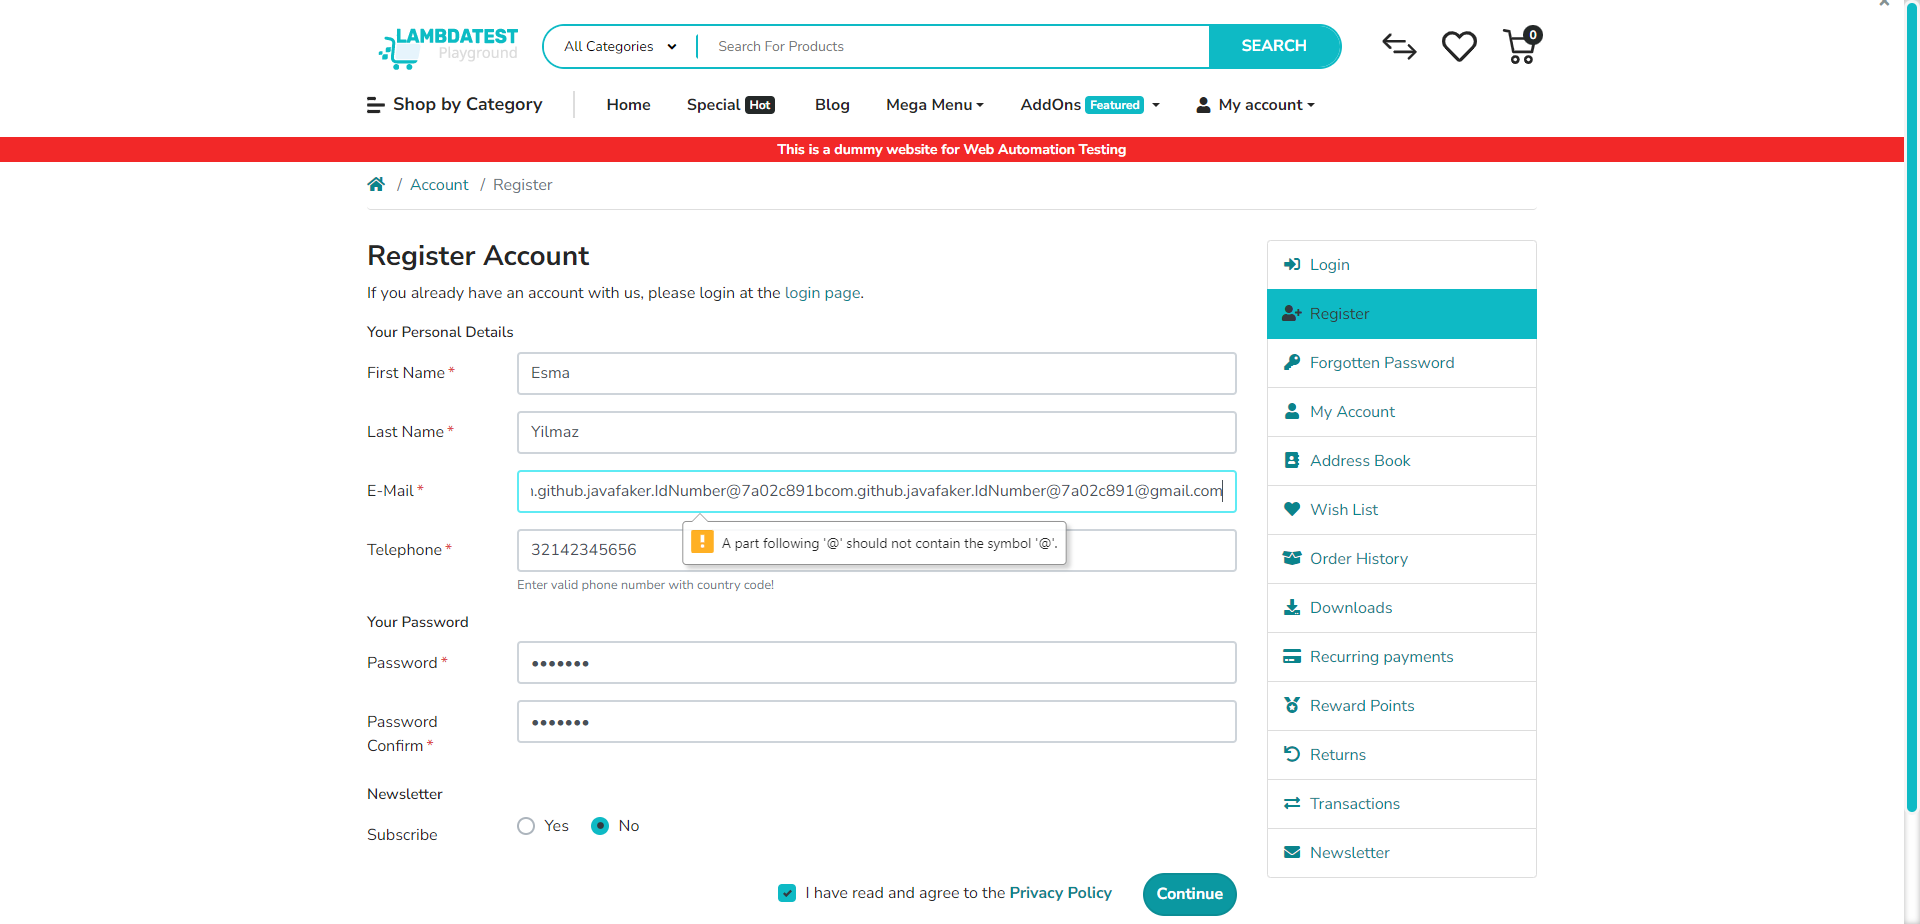 LAMBDATEST
Playground
All Categories
Search For Products
SEARCH
0
Shop by Category
Home
Special Hot
Blog
Mega Menu
AddOns Featured
My account
This is a dummy website for Web Automation Testing
/ Account / Register
Register Account
If you already have an account with us, please login at the login page.
Your Personal Details
First Name *
Esma
Last Name *
Yilmaz
E-Mail *
.github.javafaker.IdNumber@7a02c891bcom.github.javafaker.IdNumber@7a02c891@gmail.com
! A part following '@' should not contain the symbol '@'.
Telephone *
32142345656
Enter valid phone number with country code!
Your Password
Password *
•••••••
Password
Confirm *
•••••••
Newsletter
Subscribe
Yes
No
I have read and agree to the Privacy Policy
Continue
Login
Register
Forgotten Password
My Account
Address Book
Wish List
Order History
Downloads
Recurring payments
Reward Points
Returns
Transactions
Newsletter